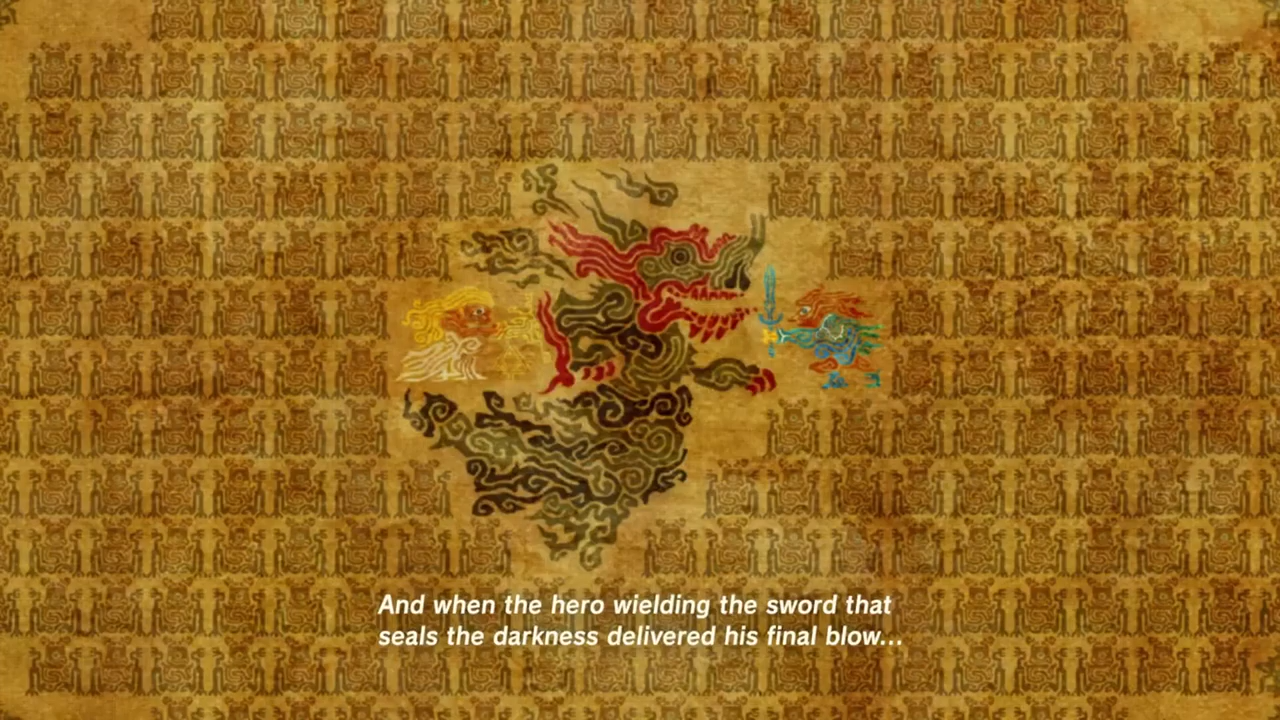 And when the hero wielding the sword that
seals the darkness delivered his final blow...